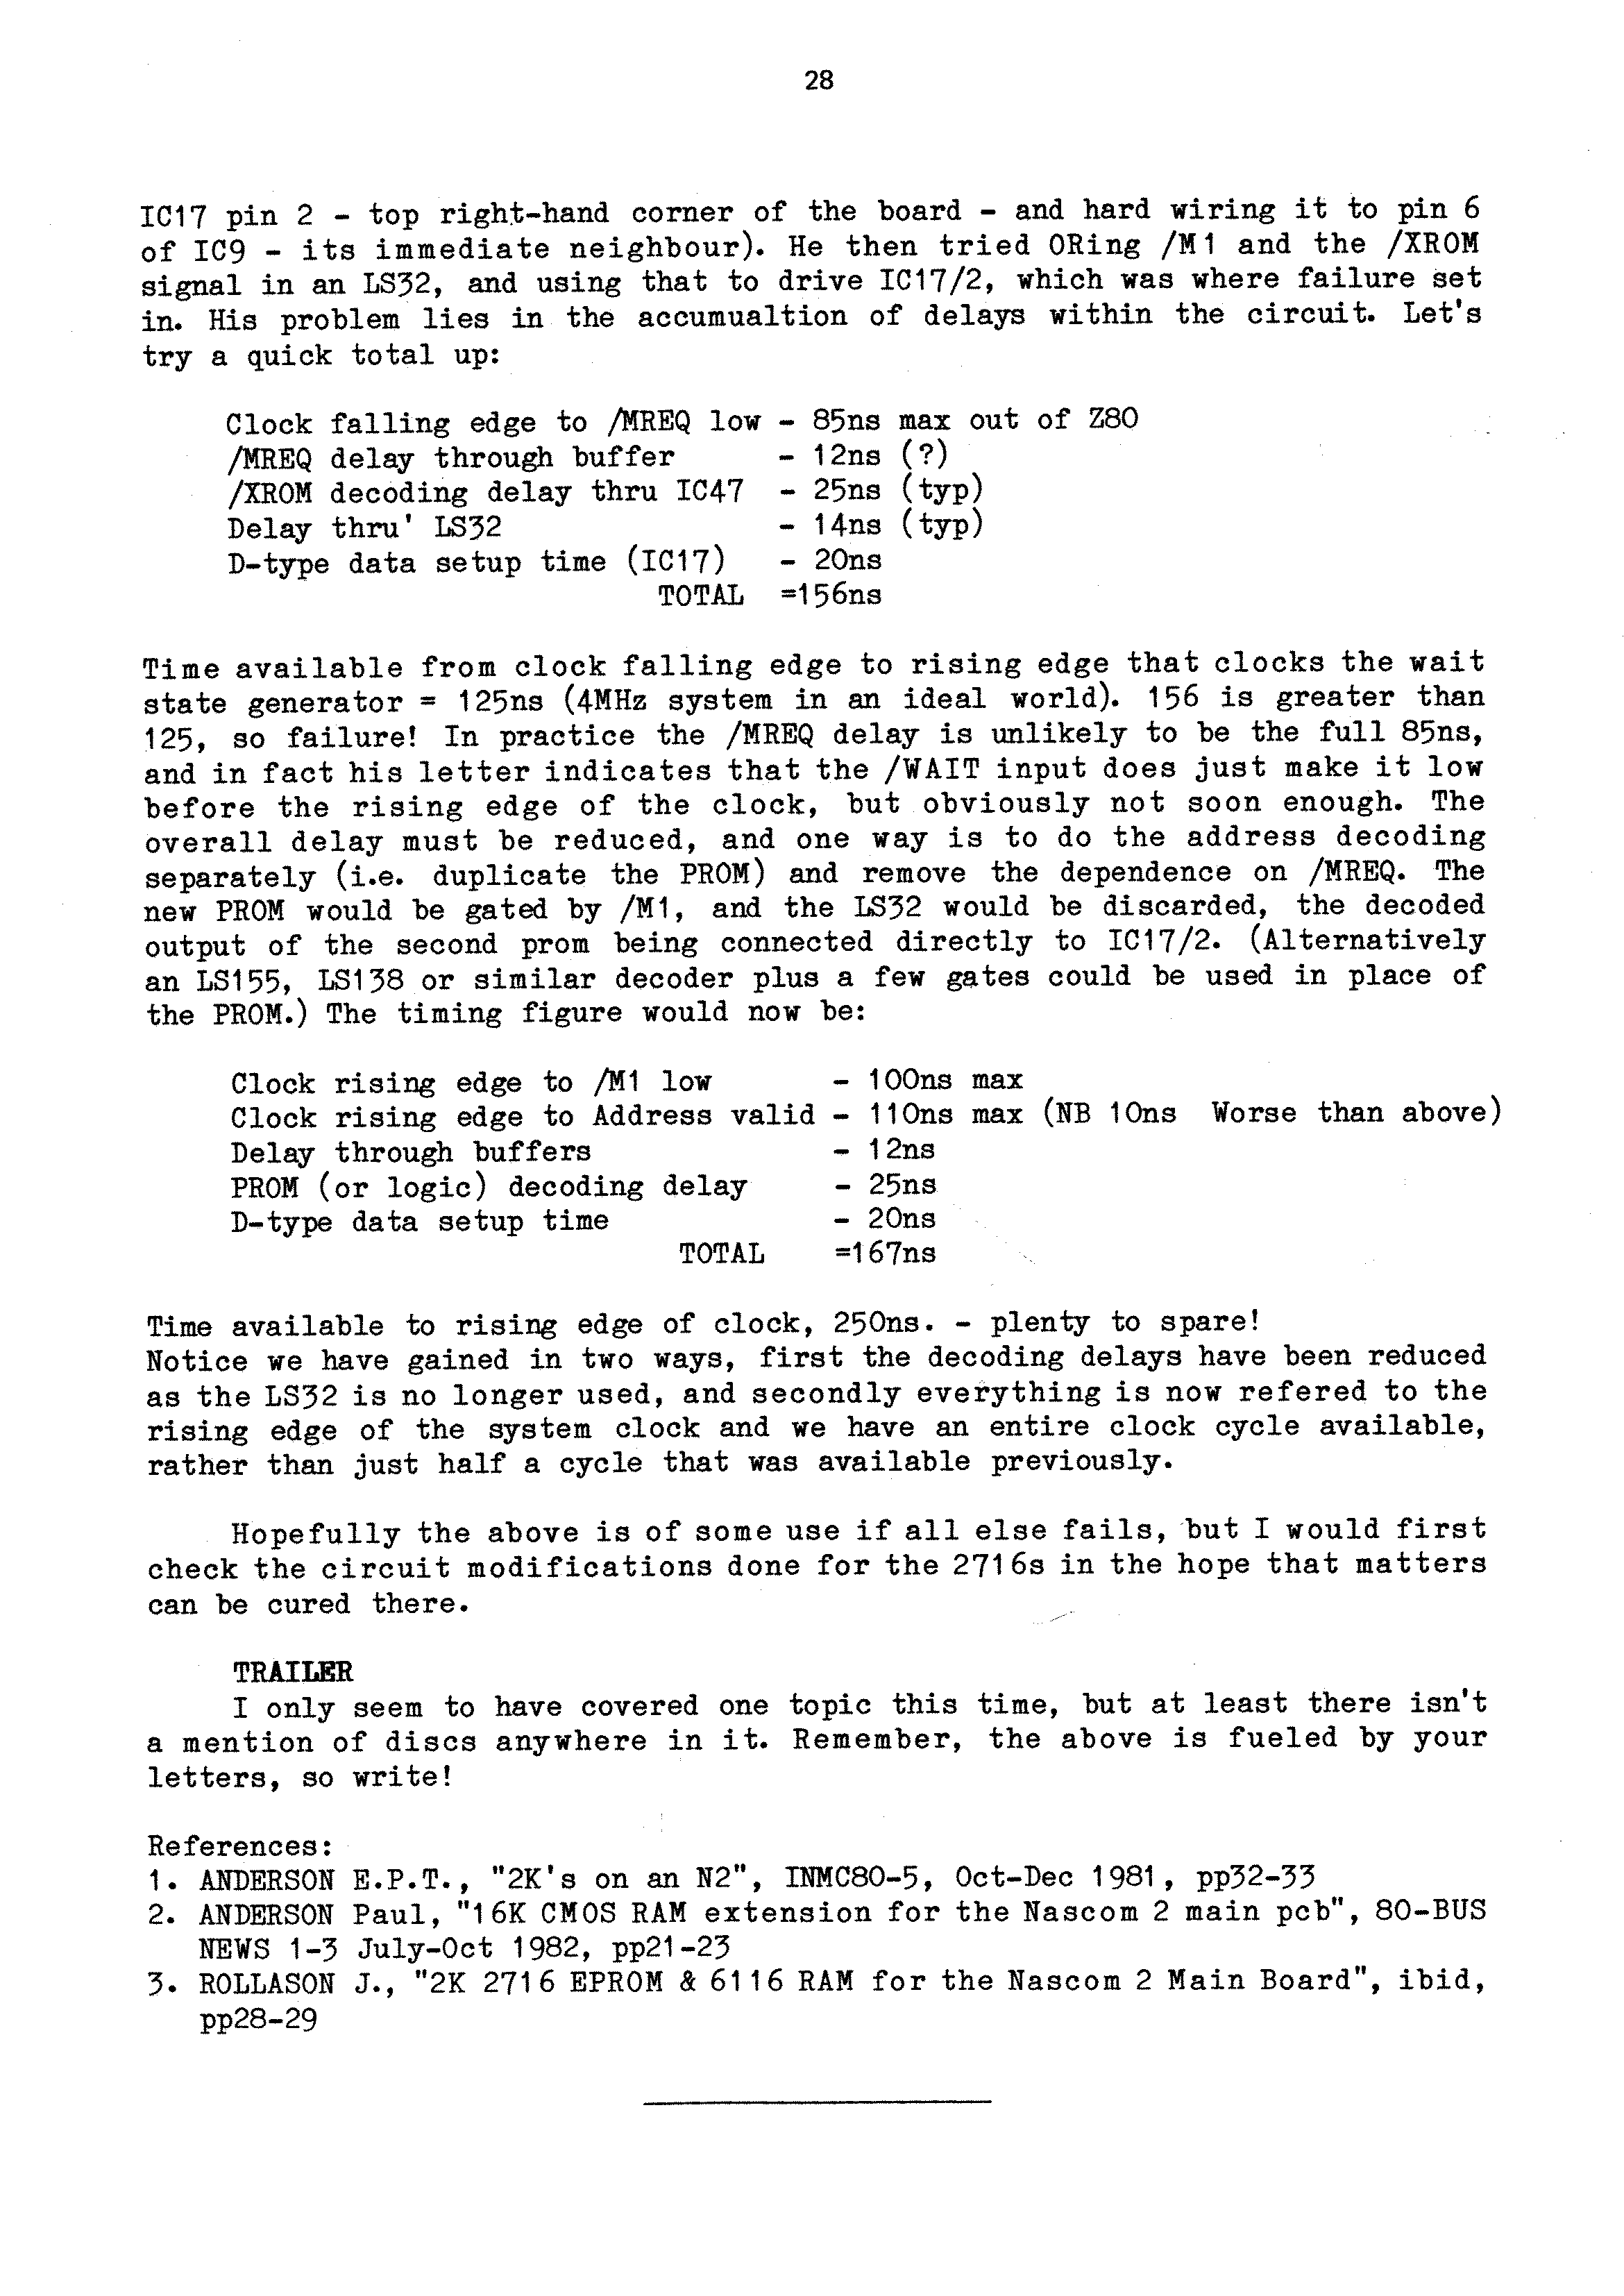 28
IC17 pin 2 - top right-hand corner of the board - and hard wiring it to pin 6
of IC9 - its immediate neighbour). He then tried ORing /M1 and the /XROM
signal in an LS32, and using that to drive IC17/2, which was where failure set
in. His problem lies in the accumualtion of delays within the circuit. Let's
try a quick total up:
Clock falling edge to /MREQ low - 85ns max out of Z80
/MREQ delay through buffer - 12ns (?)
/XROM decoding delay thru IC47 - 25ns (typ)
Delay thru' LS32 - 14ns (typ)
D-type data setup time (IC17) - 20ns
TOTAL =156ns
Time available from clock falling edge to rising edge that clocks the wait
state generator = 125ns (4MHz system in an ideal world). 156 is greater than
125, so failure! In practice the /MREQ delay is unlikely to be the full 85ns,
and in fact his letter indicates that the /WAIT input does just make it low
before the rising edge of the clock, but obviously not soon enough. The
overall delay must be reduced, and one way is to do the address decoding
separately (i.e. duplicate the PROM) and remove the dependence on /MREQ. The
new PROM would be gated by /M1, and the LS32 would be discarded, the decoded
output of the second prom being connected directly to IC17/2. (Alternatively
an LS155, LS138 or similar decoder plus a few gates could be used in place of
the PROM.) The timing figure would now be:
Clock rising edge to /M1 low - 100ns max
Clock rising edge to Address valid - 110ns max (NB 10ns Worse than above)
Delay through buffers - 12ns
PROM (or logic) decoding delay - 25ns
D-type data setup time - 20ns
TOTAL =167ns
Time available to rising edge of clock, 250ns. - plenty to spare!
Notice we have gained in two ways, first the decoding delays have been reduced
as the LS32 is no longer used, and secondly everything is now refered to the
rising edge of the system clock and we have an entire clock cycle available,
rather than just half a cycle that was available previously.
Hopefully the above is of some use if all else fails, but I would first
check the circuit modifications done for the 2716s in the hope that matters
can be cured there.
TRAILER
I only seem to have covered one topic this time, but at least there isn't
a mention of discs anywhere in it. Remember, the above is fueled by your
letters, so write!
References:
1. ANDERSON E.P.T., "2K's on an N2", INMC80-5, Oct-Dec 1981, pp32-33
2. ANDERSON Paul, "16K CMOS RAM extension for the Nascom 2 main pcb", 80-BUS
NEWS 1-3 July-Oct 1982, pp21-23
3. ROLLASON J., "2K 2716 EPROM & 6116 RAM for the Nascom 2 Main Board", ibid,
pp28-29